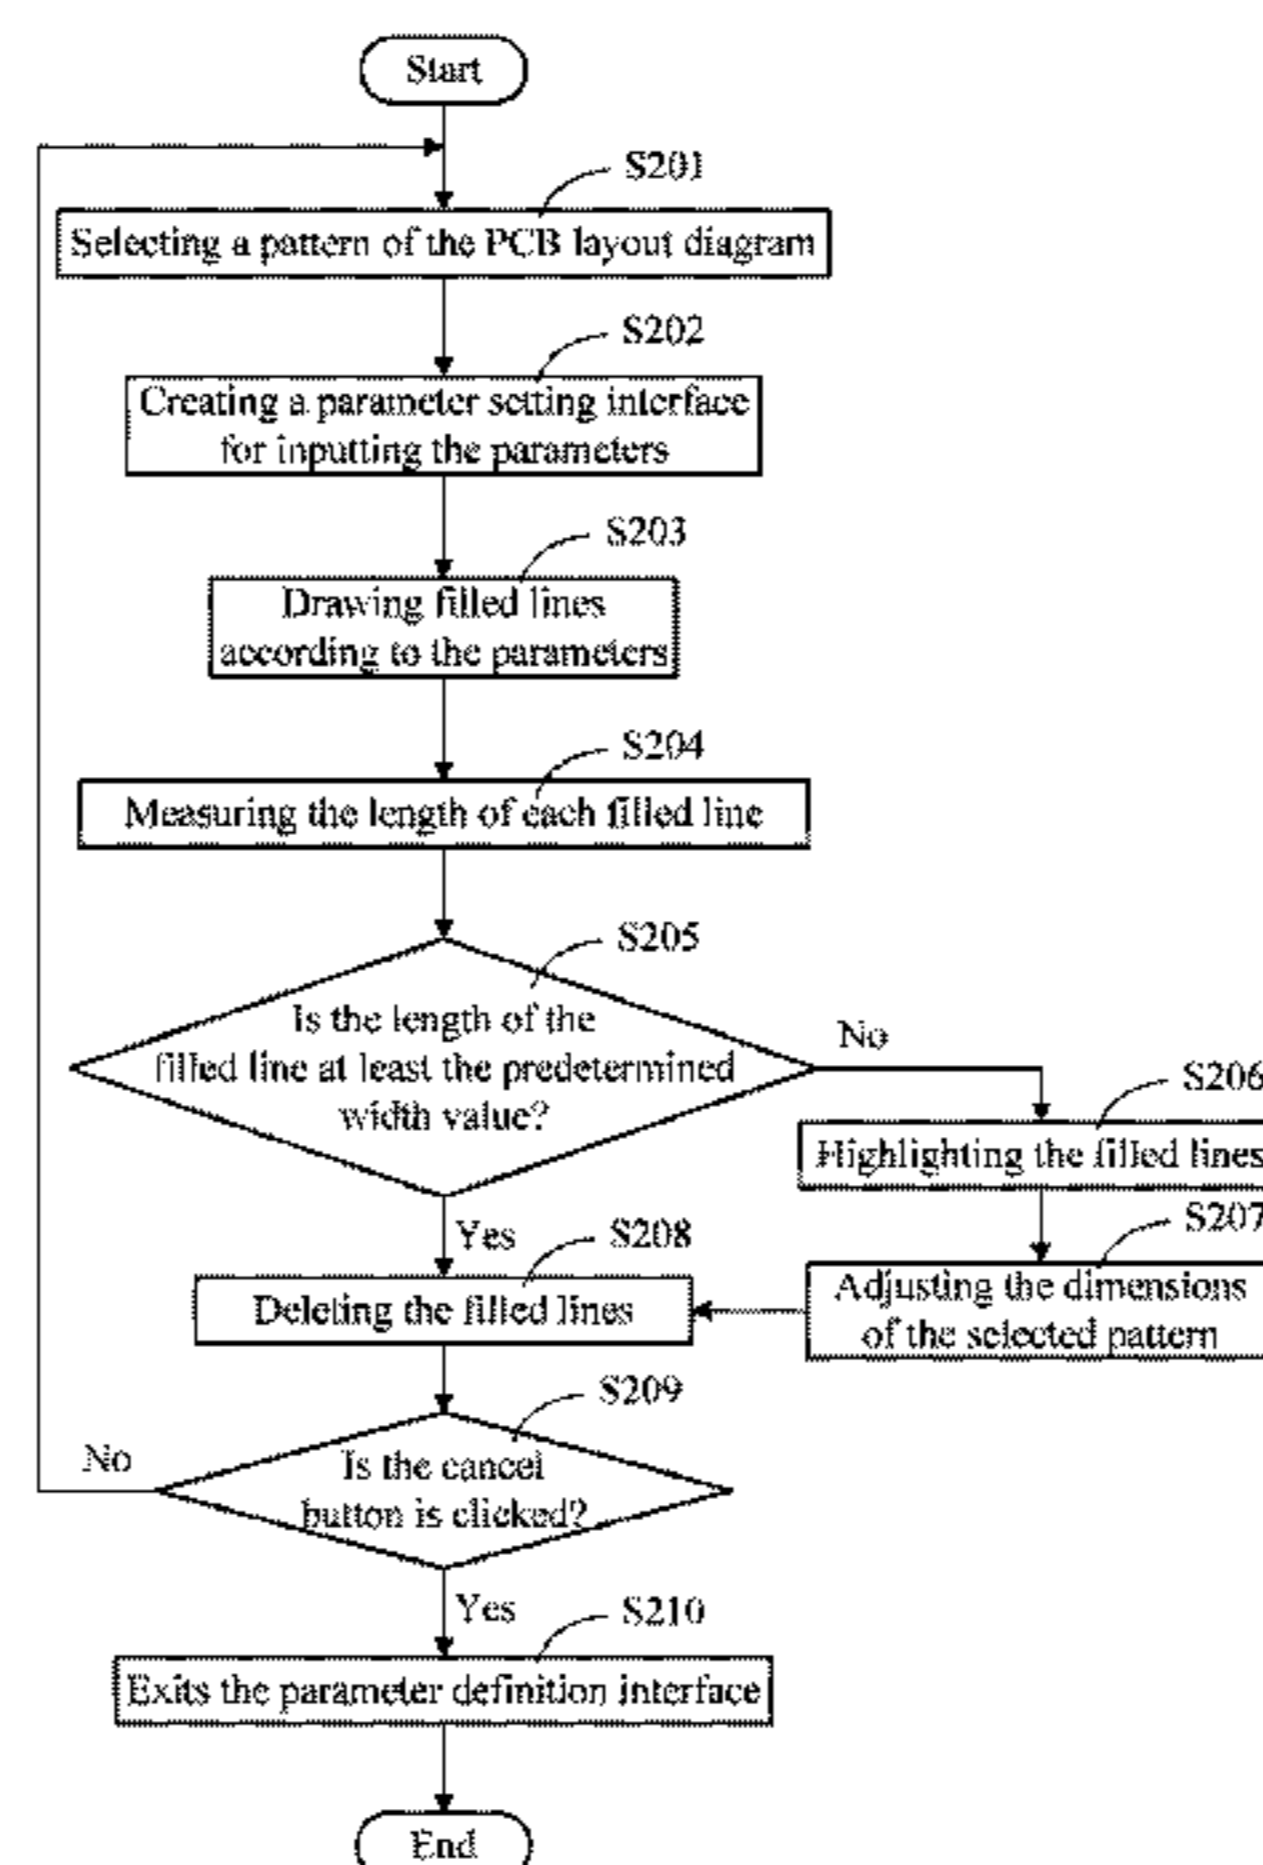 Start
S201
Selecting a pattern of the PCB layout diagram
S202
Creating a parameter setting interface
for inputting the parameters
S203
Drawing filled lines
according to the parameters
S204
Measuring the length of each filled line
S205
Is the length of the
filled line at least the predetermined
width value?
No
S206
Highlighting the filled lines
S207
Adjusting the dimensions
of the selected pattern
Yes
S208
Deleting the filled lines
S209
Is the cancel
button is clicked?
No
Yes
S210
Exits the parameter definition interface
End